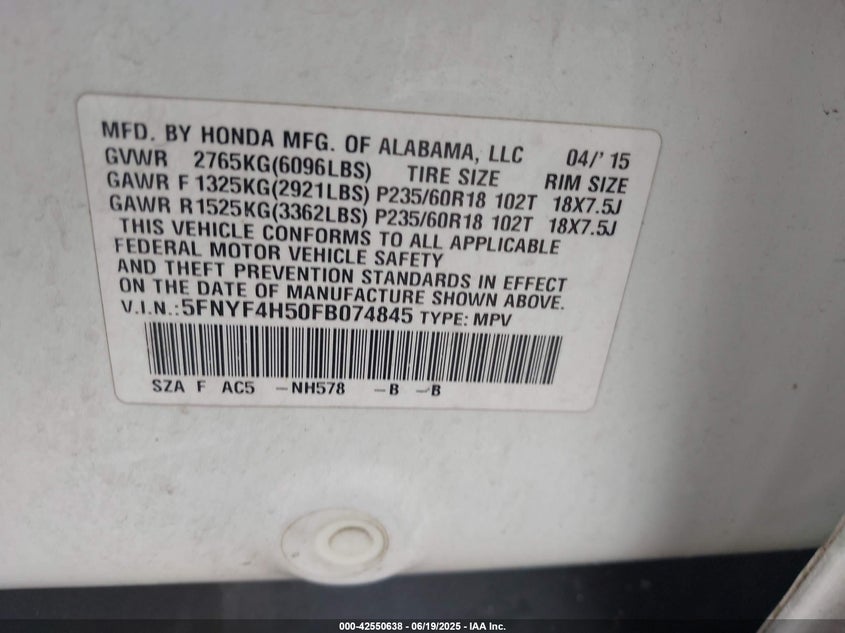 MFD. BY HONDA MFG. OF ALABAMA, LLC 04/' 15
GVWR 2765KG(6096LBS) TIRE SIZE RIM SIZE
GAWR F 1325KG(2921LBS) P235/60R18 102T 18X7.5J
GAWR R 1525KG(3362LBS) P235/60R18 102T 18X7.5J
THIS VEHICLE CONFORMS TO ALL APPLICABLE
FEDERAL MOTOR VEHICLE SAFETY
AND THEFT PREVENTION STANDARDS IN EFFECT
ON THE DATE OF MANUFACTURE SHOWN ABOVE.
V.I.N.:5FNYF4H50FB074845 TYPE: MPV
SZA F AC5 -NH578 -B -B
000-42550638 - 06/19/2025 - IAA Inc.